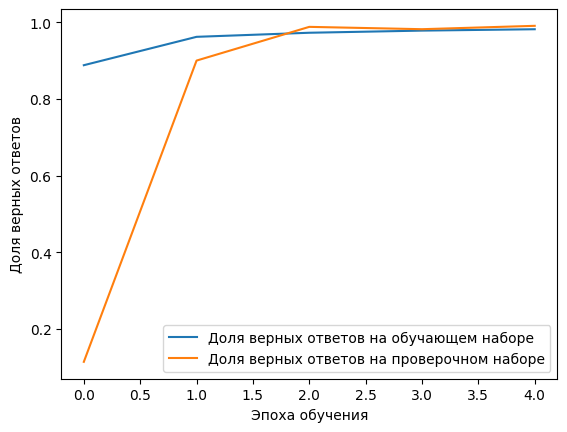 1.0
0.8
0.6
0.4
0.2
Доля верных ответов
Доля верных ответов на обучающем наборе
Доля верных ответов на проверочном наборе
0.0 0.5 1.0 1.5 2.0 2.5 3.0 3.5 4.0
Эпоха обучения